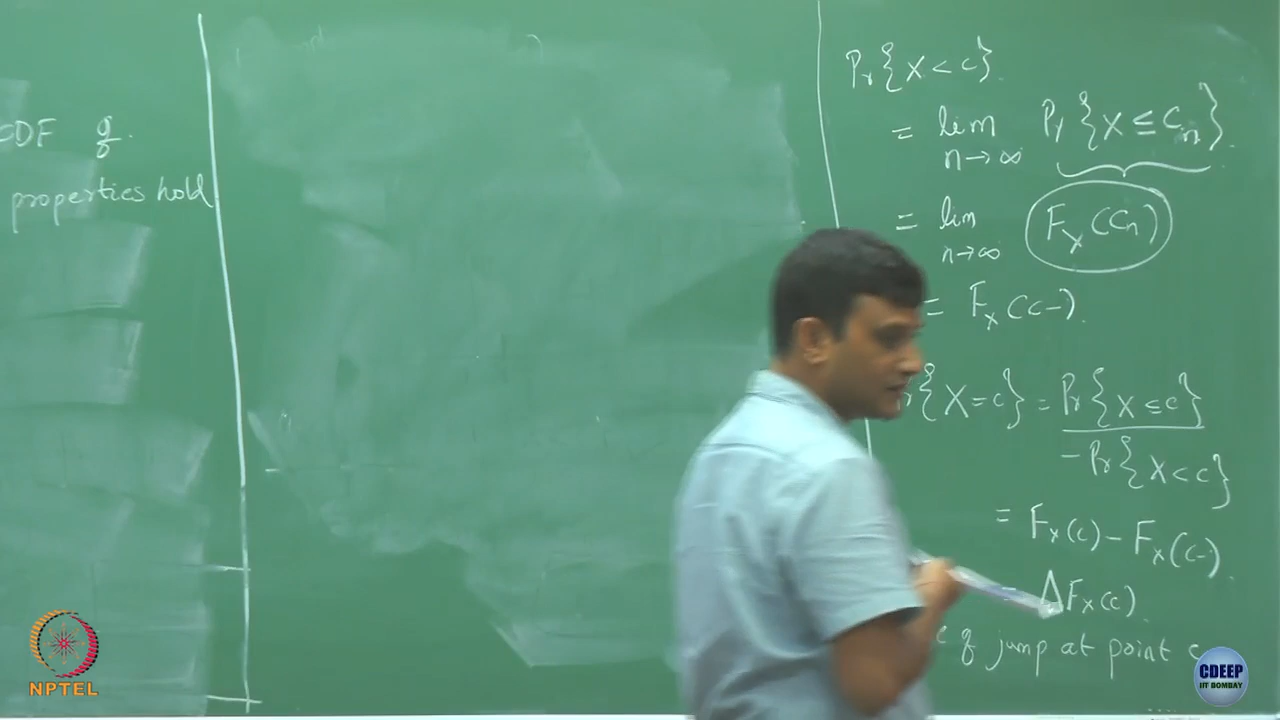 CDF of
properties hold
Pr{X < c}
= lim n→∞ Pr{X ≤ Cn}.
= lim n→∞ Fx(Cn)
= Fx(c-).
r{X=c} = Pr{X ≤ c}
- Pr{X < c}
= Fx(c) - Fx(c-).
ΔFx(c).
of jump at point c
NPTEL
CDEEP
IIT BOMBAY